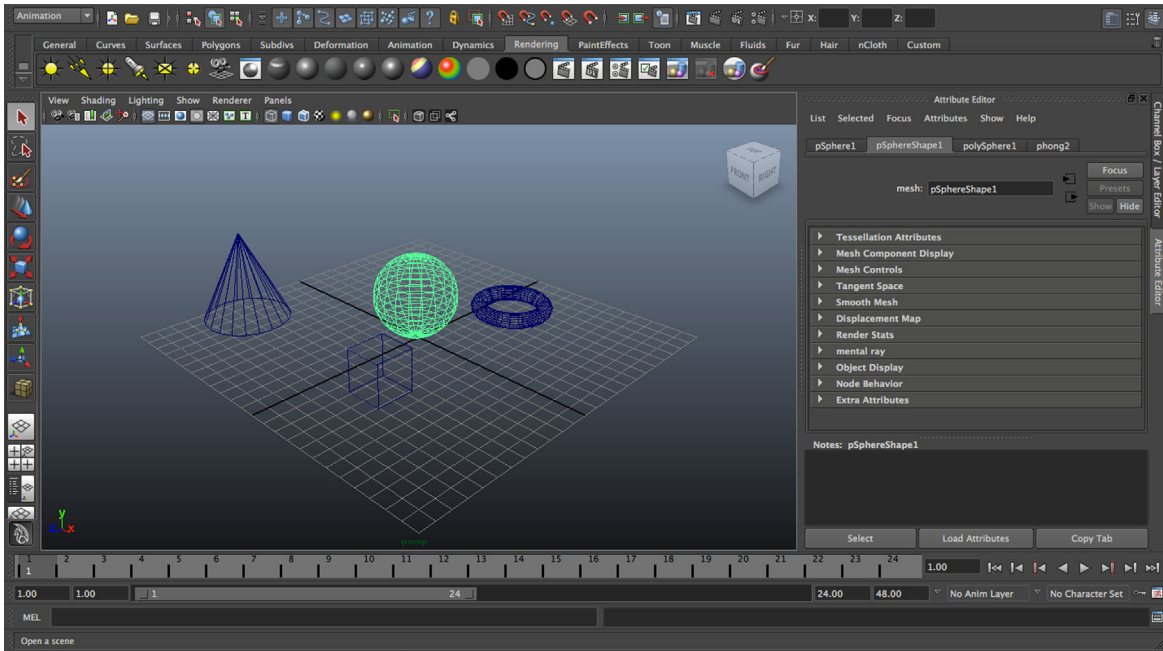 Animation
X: Y: Z:
General Curves Surfaces Polygons Subdivs Deformation Animation Dynamics Rendering PaintEffects Toon Muscle Fluids Fur Hair nCloth Custom
View Shading Lighting Show Renderer Panels
FRONT RIGHT
y
x
persp
Attribute Editor
List Selected Focus Attributes Show Help
pSphere1 pSphereShape1 polySphere1 phong2
mesh: pSphereShape1
Focus
Presets
Show Hide
Tessellation Attributes
Mesh Component Display
Mesh Controls
Tangent Space
Smooth Mesh
Displacement Map
Render Stats
mental ray
Object Display
Node Behavior
Extra Attributes
Notes: pSphereShape1
Select Load Attributes Copy Tab
Channel Box / Layer Editor
Attribute Editor
1 2 3 4 5 6 7 8 9 10 11 12 13 14 15 16 17 18 19 20 21 22 23 24
1 1.00
1.00 1.00 1 24 24.00 48.00 No Anim Layer No Character Set
MEL
Open a scene